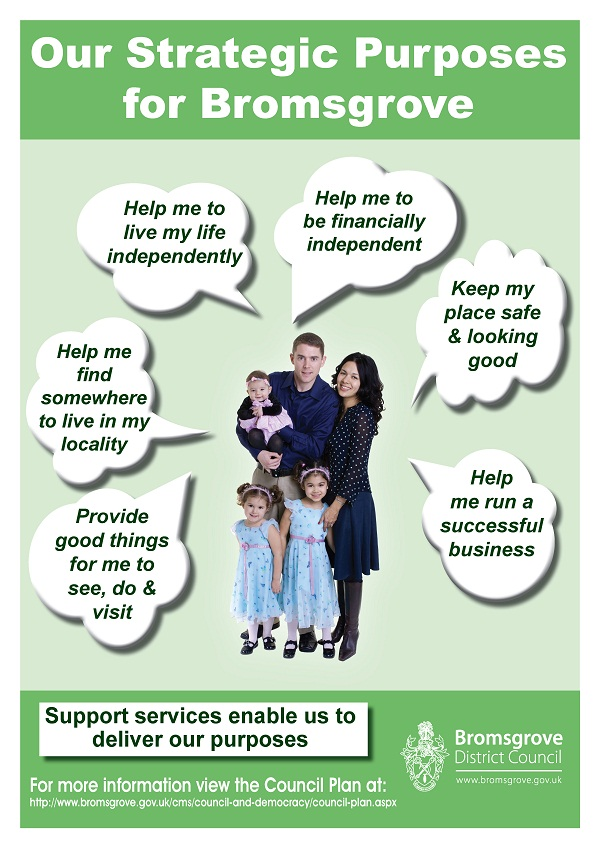 Our Strategic Purposes
for Bromsgrove
Help me to
live my life
independently
Help me to
be financially
independent
Keep my
place safe
& looking
good
Help me
find
somewhere
to live in my
locality
Help
me run a
successful
business
Provide
good things
for me to
see, do &
visit
Support services enable us to
deliver our purposes
Bromsgrove
District Council
www.bromsgrove.gov.uk
For more information view the Council Plan at:
http://www.bromsgrove.gov.uk/cms/council-and-democracy/council-plan.aspx